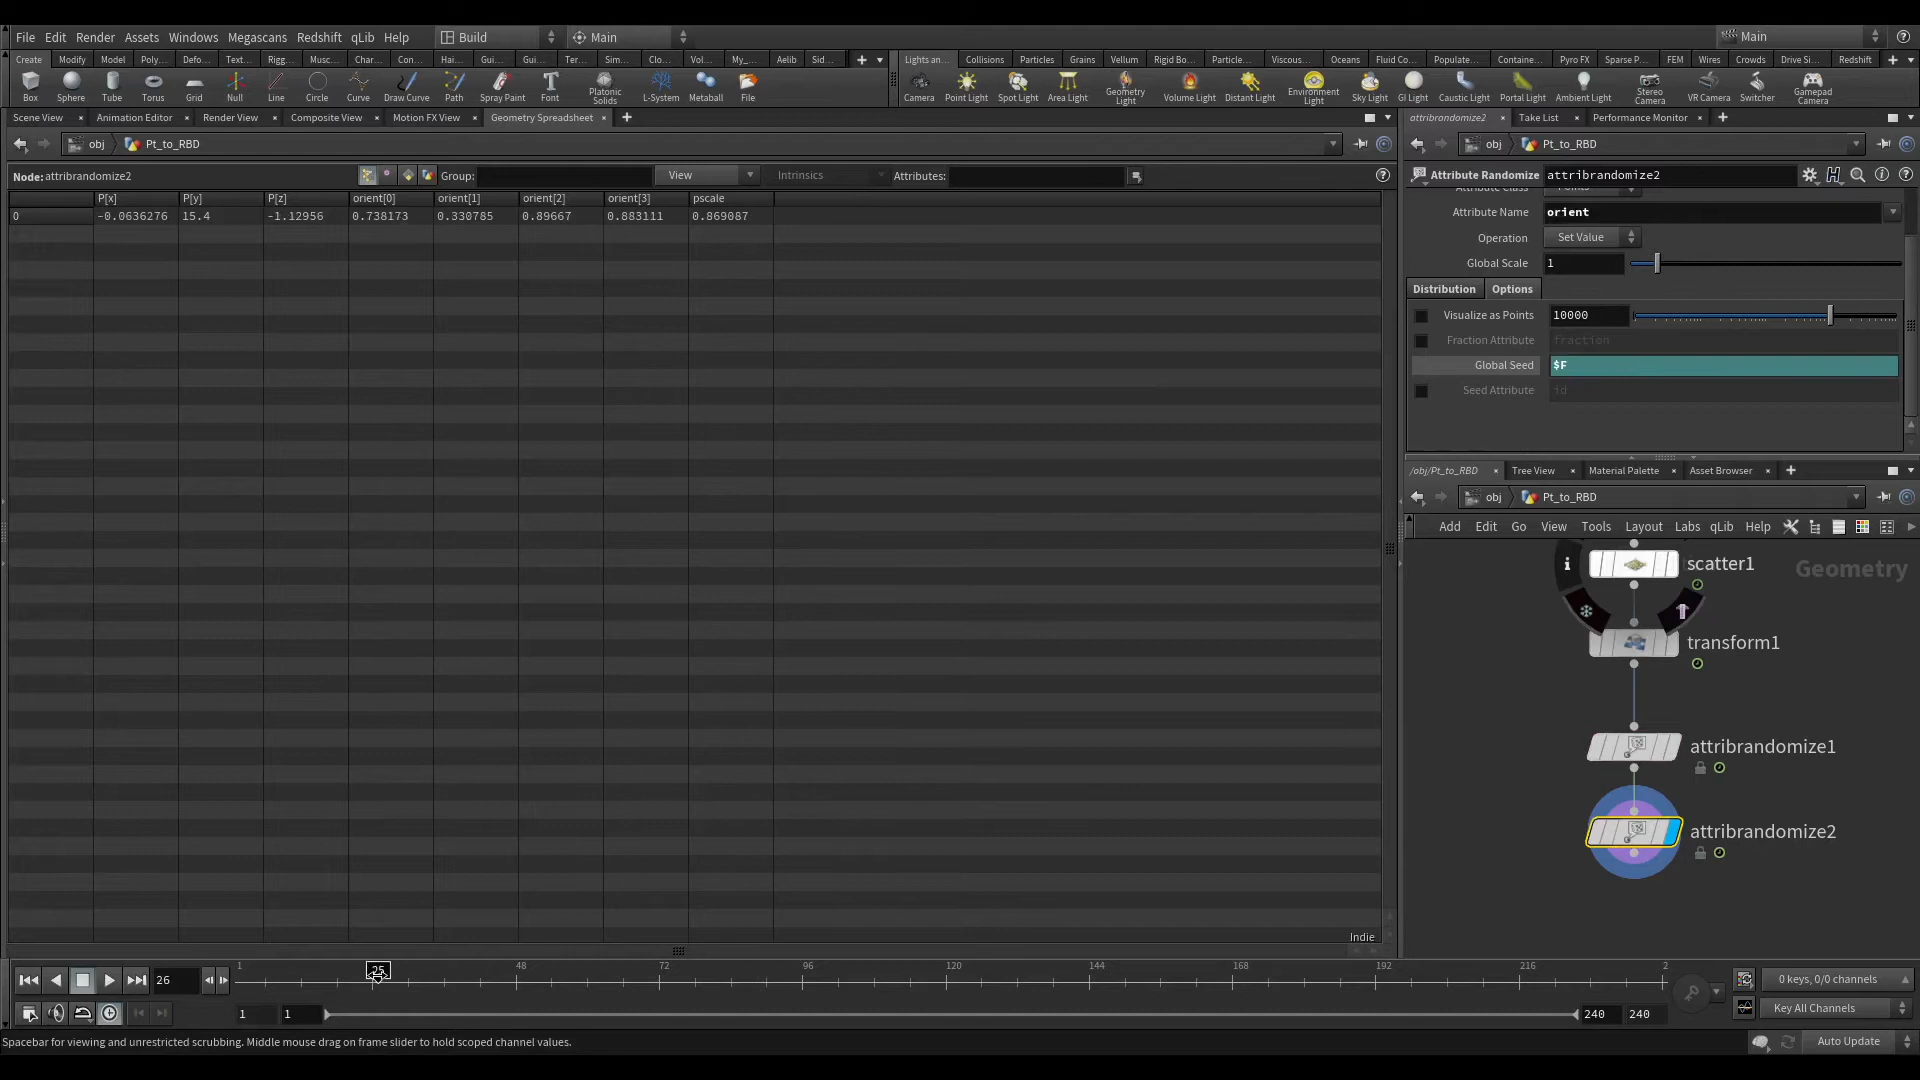 File Edit Render Assets Windows Megascans Redshift qLib Help Build Main Main
Create Modify Model Poly... Defo... Text... Rigg... Musc... Char... Con... Hai... Gui... Gui... Ter... Sim... Clo... Vol... My_... Aelib Sid... Lights an... Collisions Particles Grains Vellum Rigid Bo... Particle... Viscous... Oceans Fluid Co... Populate... Containe... Pyro FX Sparse P... FEM Wires Crowds Drive Si... Redshift
Box Sphere Tube Torus Grid Null Line Circle Curve Draw Curve Path Spray Paint Font Platonic Solids L-System Metaball File Camera Point Light Spot Light Area Light Geometry Light Volume Light Distant Light Environment Light Sky Light GI Light Caustic Light Portal Light Ambient Light Stereo Camera VR Camera Switcher Gamepad Camera
Scene View Animation Editor Render View Composite View Motion FX View Geometry Spreadsheet attribrandomize2 Take List Performance Monitor
obj Pt_to_RBD obj Pt_to_RBD
Node: attribrandomize2 Group: View Intrinsics Attributes: Attribute Randomize attribrandomize2
P[x] P[y] P[z] orient[0] orient[1] orient[2] orient[3] pscale
0 -0.0636276 15.4 -1.12956 0.738173 0.330785 0.89667 0.883111 0.869087
Attribute Name orient
Operation Set Value
Global Scale 1
Distribution Options
Visualize as Points 10000
Fraction Attribute fraction
Global Seed $F
Seed Attribute id
/obj/Pt_to_RBD Tree View Material Palette Asset Browser
obj Pt_to_RBD
Add Edit Go View Tools Layout Labs qLib Help
scatter1 Geometry
transform1
attribrandomize1
attribrandomize2
Indie
26 1 25 48 72 96 120 144 168 192 216 2 0 keys, 0/0 channels
1 1 240 240 Key All Channels
Spacebar for viewing and unrestricted scrubbing. Middle mouse drag on frame slider to hold scoped channel values. Auto Update